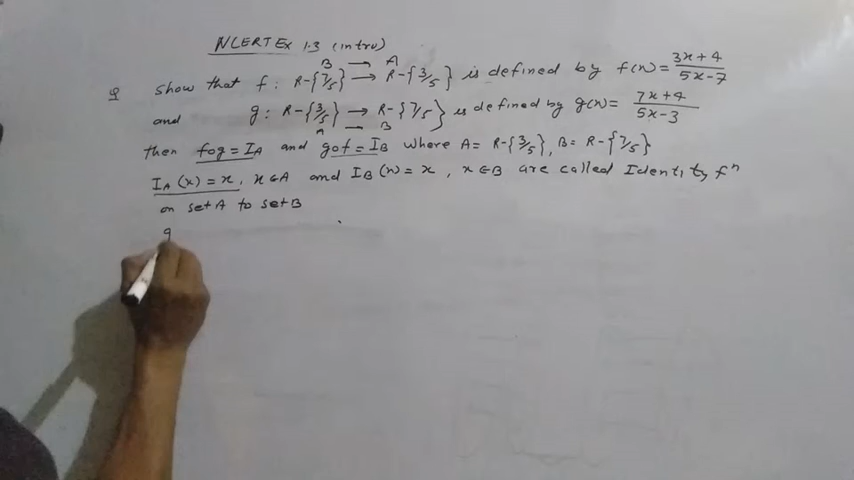 NCERT Ex 1.3 (intro)
B → A
Q show that f: R-{7/5} → R-{3/5} is defined by f(x) = 3x+4/5x-7
and g: R-{3/5} → R-{7/5} is defined by g(x) = 7x+4/5x-3
A → B
then fog = I_A and gof = I_B where A = R-{3/5}, B = R-{7/5}
I_A(x) = x, x∈A and I_B(x) = x, x∈B are called Identity fⁿ
on set A to set B
g